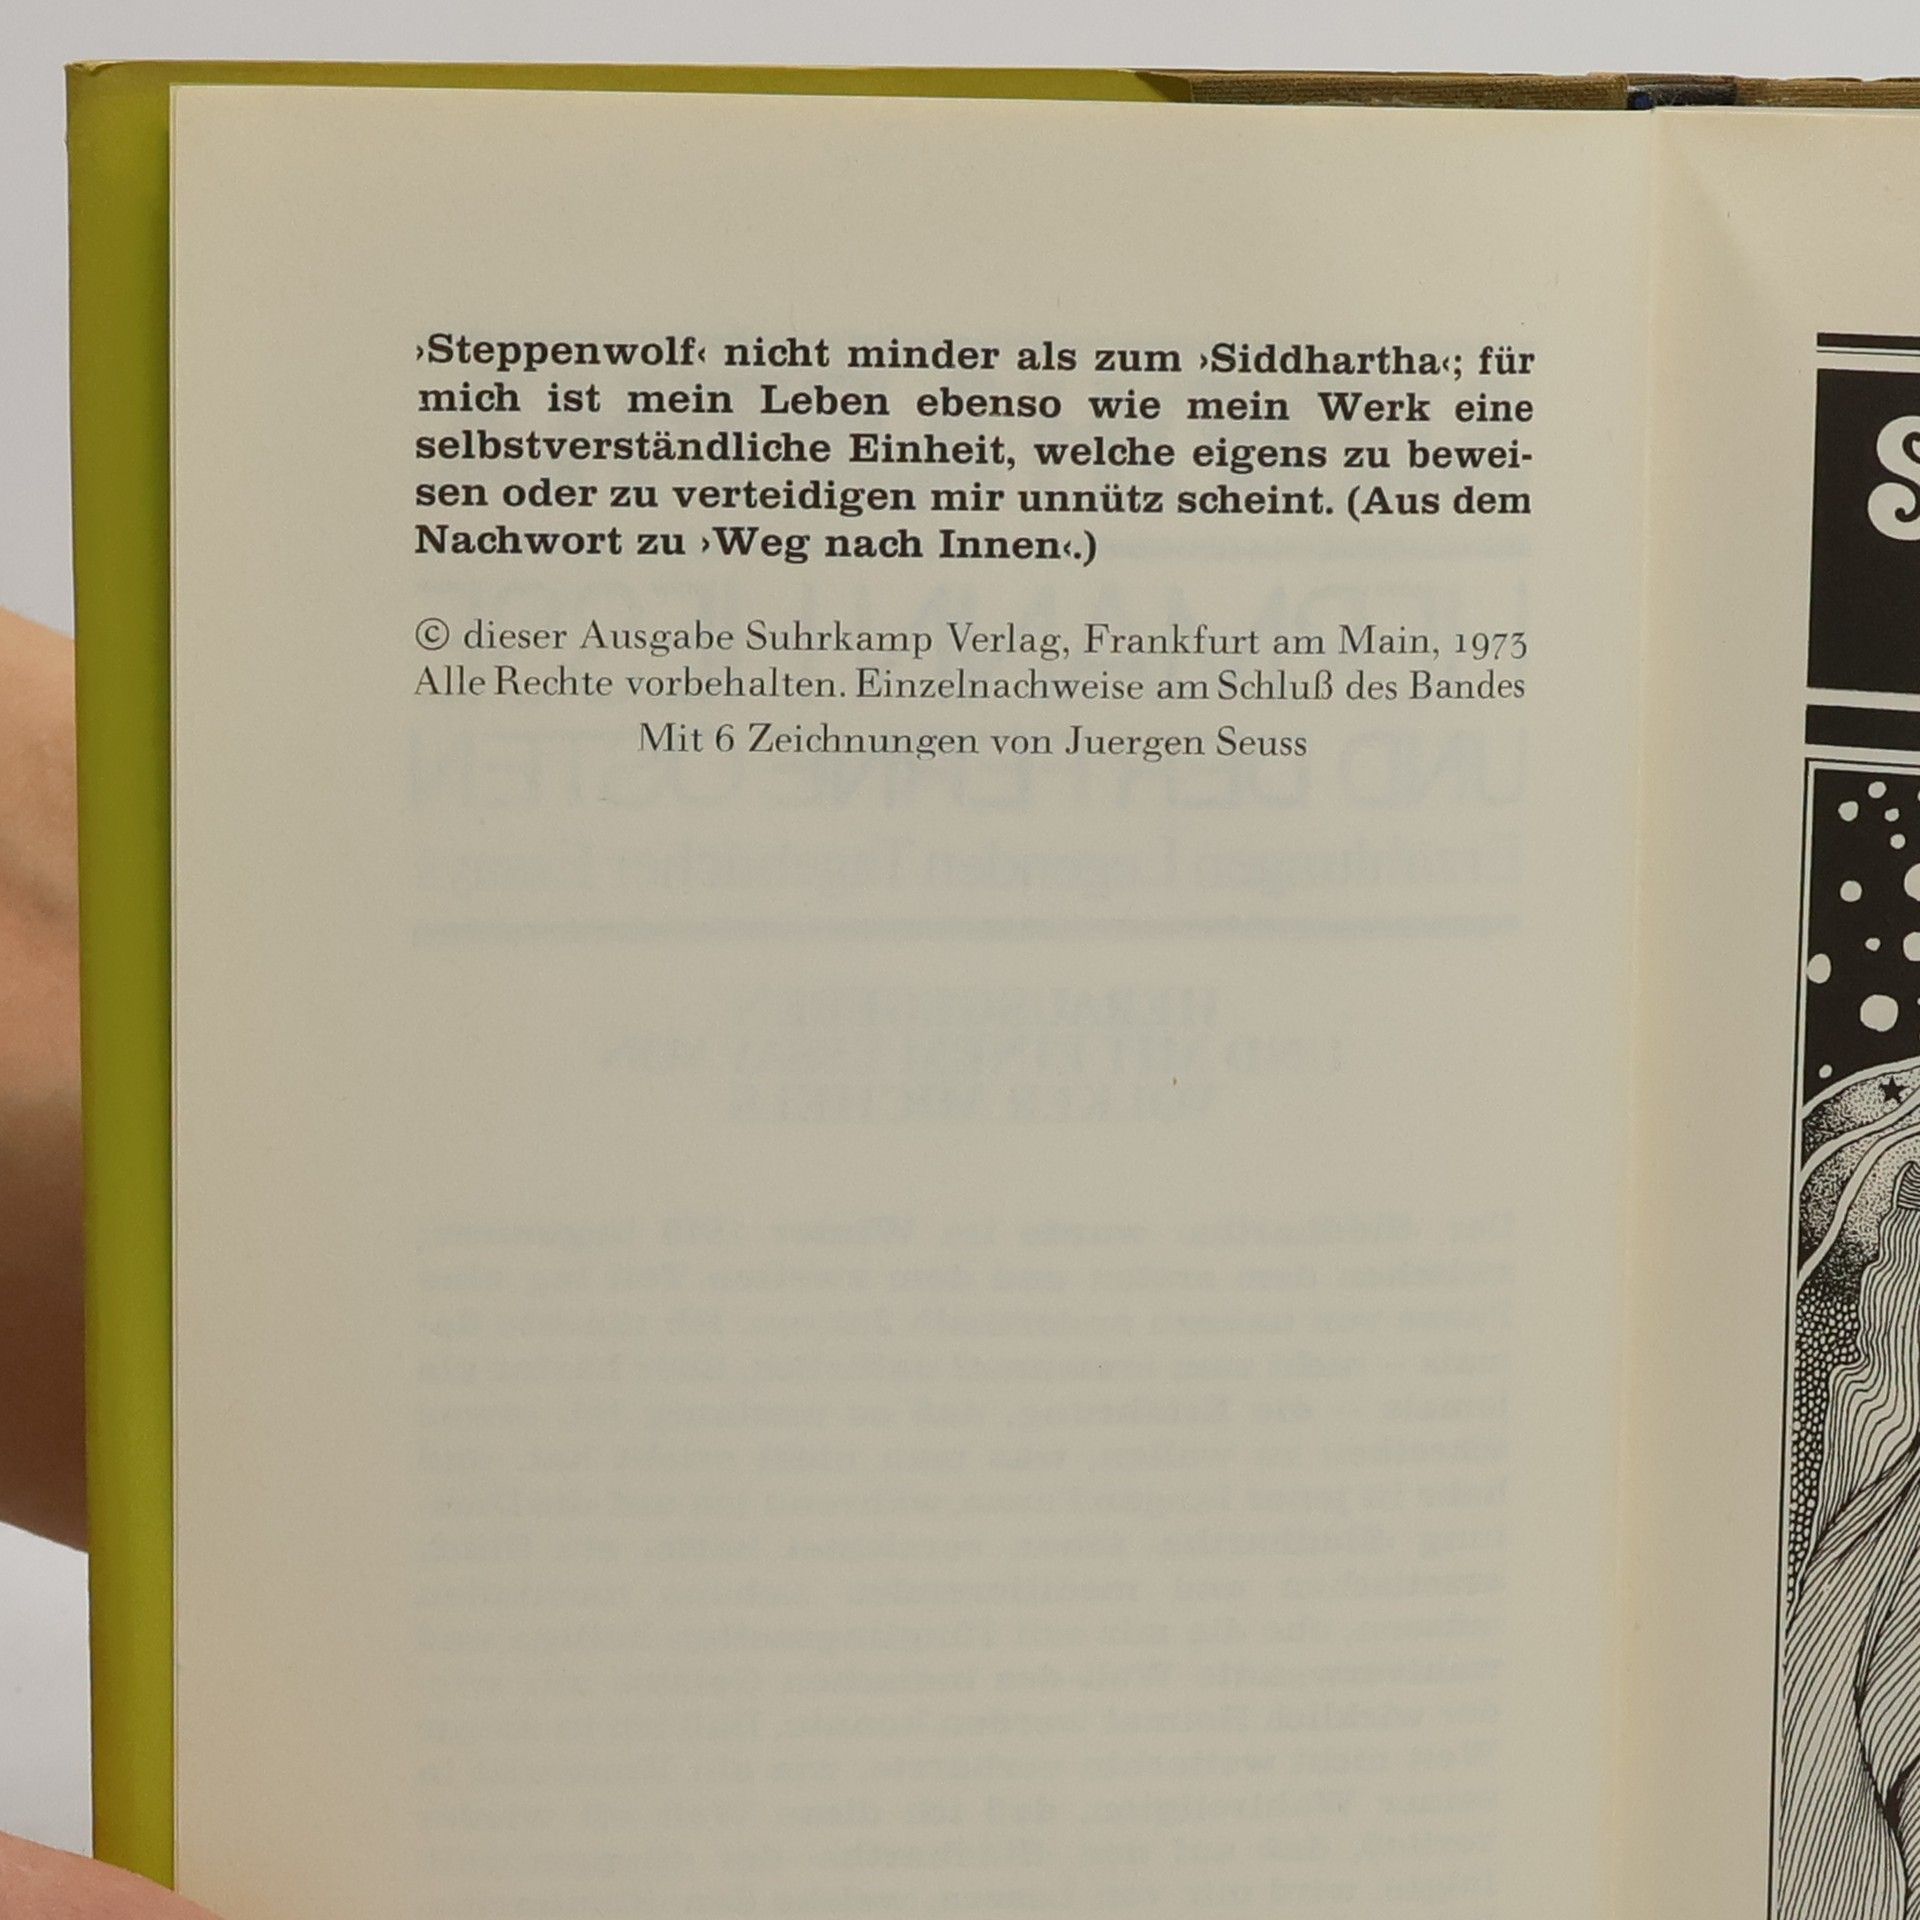 ›Steppenwolf‹ nicht minder als zum ›Siddhartha‹; für
mich ist mein Leben ebenso wie mein Werk eine
selbstverständliche Einheit, welche eigens zu bewei-
sen oder zu verteidigen mir unnütz scheint. (Aus dem
Nachwort zu ›Weg nach Innen‹.)
© dieser Ausgabe Suhrkamp Verlag, Frankfurt am Main, 1973
Alle Rechte vorbehalten. Einzelnachweise am Schluß des Bandes
Mit 6 Zeichnungen von Juergen Seuss
S